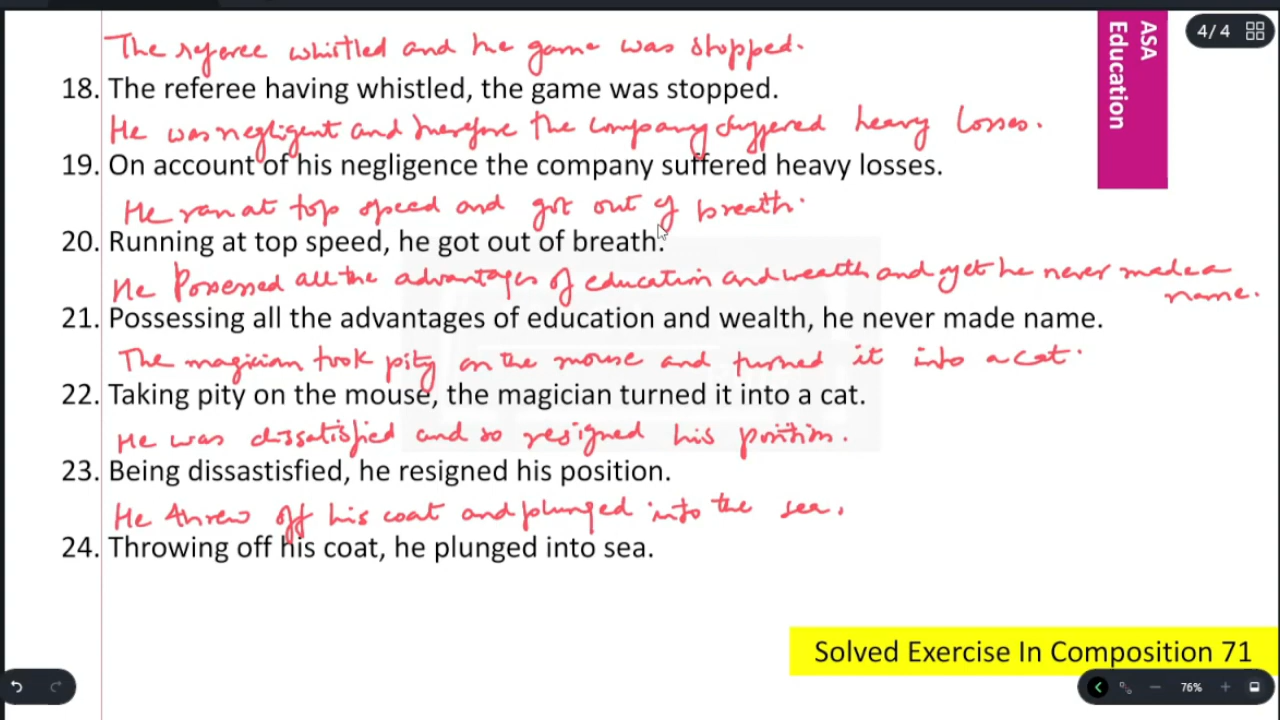 4/4
ASA
Education
The referee whistled and the game was stopped.
18. The referee having whistled, the game was stopped.
He was negligent and therefore the company suffered heavy losses.
19. On account of his negligence the company suffered heavy losses.
He ran at top speed and got out of breath.
20. Running at top speed, he got out of breath.
He Possessed all the advantages of education and wealth and yet he never made a
name.
21. Possessing all the advantages of education and wealth, he never made name.
The magician took pity on the mouse and turned it into a cat.
22. Taking pity on the mouse, the magician turned it into a cat.
He was dissatisfied and so resigned his position.
23. Being dissastisfied, he resigned his position.
He threw off his coat and plunged into the sea.
24. Throwing off his coat, he plunged into sea.
Solved Exercise In Composition 71
76%